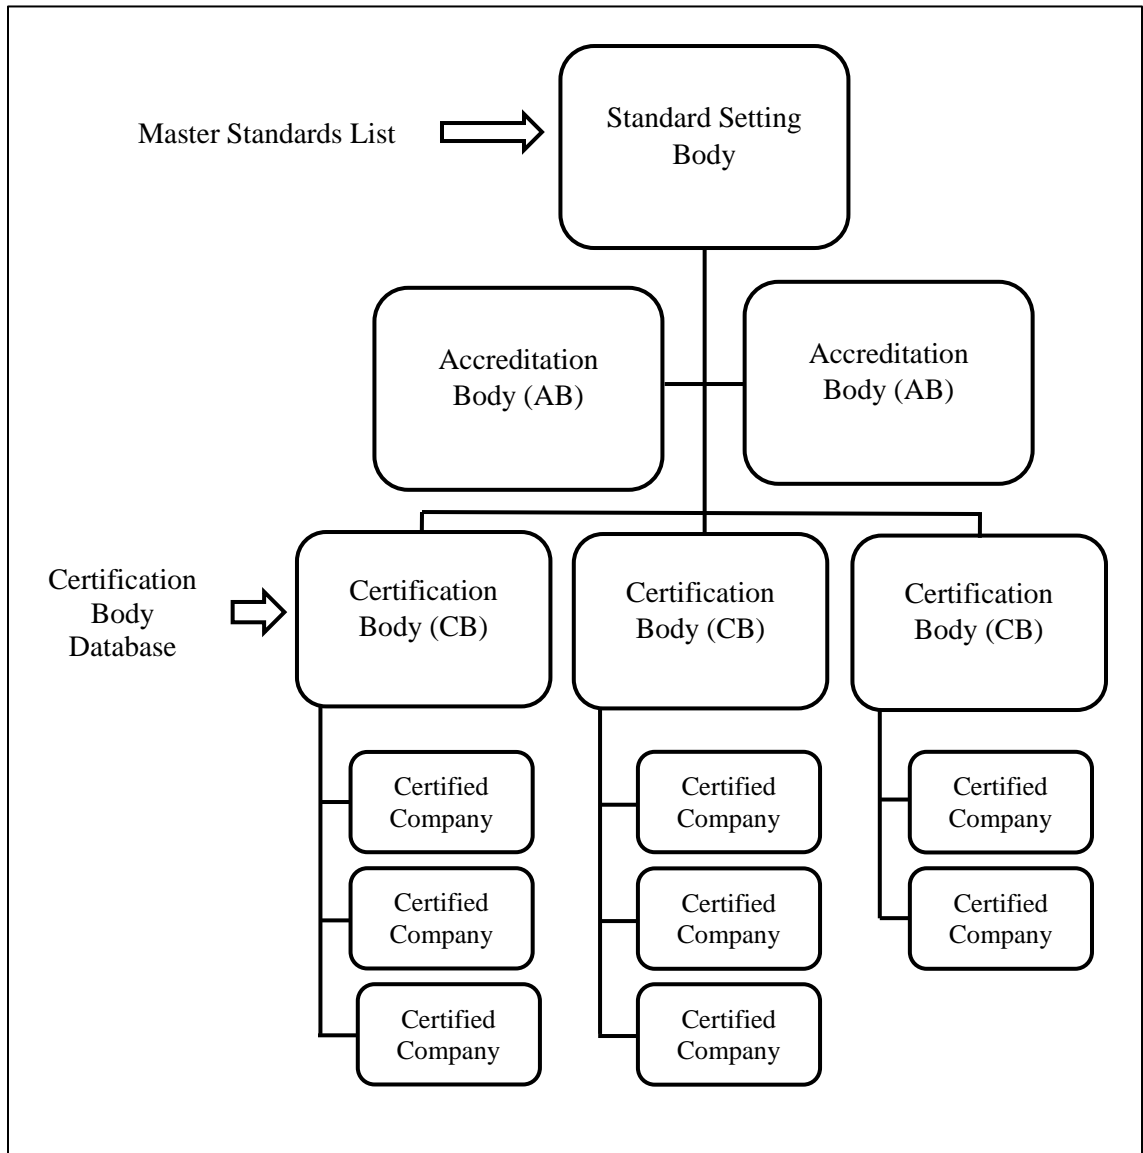 Master Standards List
Standard Setting
Body
Accreditation
Body (AB)
Accreditation
Body (AB)
Certification
Body
Database
Certification
Body (CB)
Certification
Body (CB)
Certification
Body (CB)
Certified
Company
Certified
Company
Certified
Company
Certified
Company
Certified
Company
Certified
Company
Certified
Company
Certified
Company